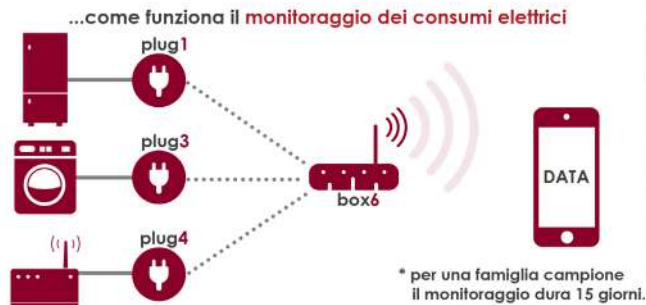 ...come funziona il monitoraggio dei consumi elettrici
plug1
plug3
box6
plug4
DATA
* per una famiglia campione
il monitoraggio dura 15 giorni.